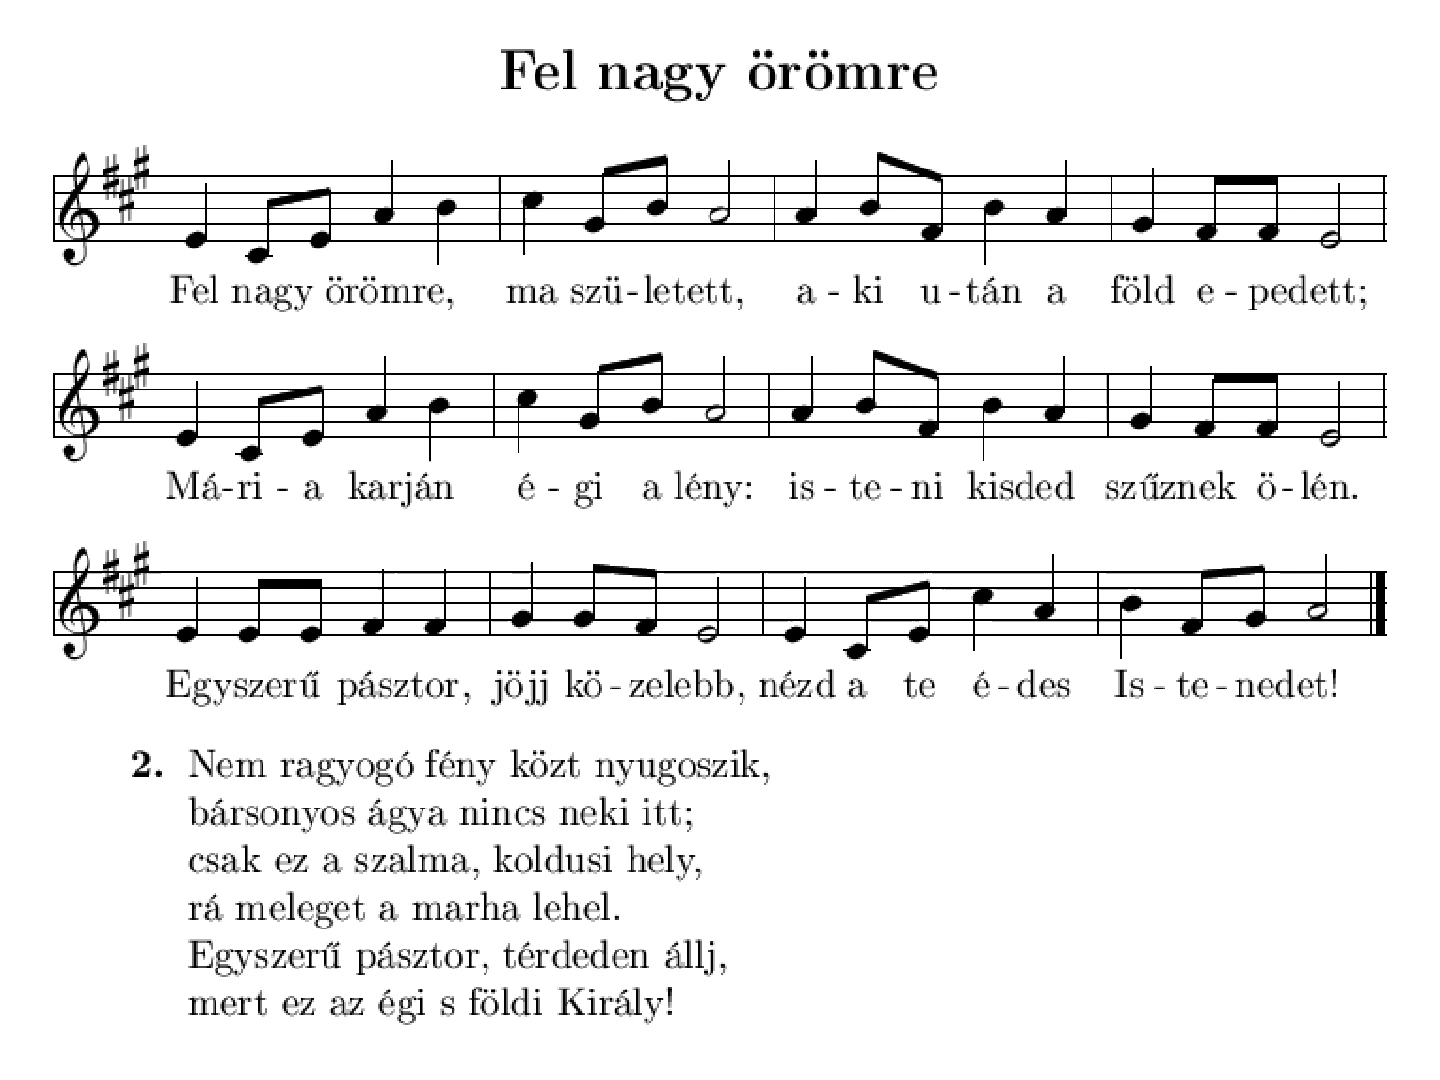 Fel nagy örömre
Fel nagy örömre, ma szü-letett, a-ki u-tán a föld e-pedett;
Má-ri-a karján é-gi a lény: is-te-ni kisded szűznek ö-lén.
Egyszerű pásztor, jöjj kö-zelebb, nézd a te é-des Is-te-nedet!
2. Nem ragyogó fény közt nyugoszik,
bársonyos ágya nincs neki itt;
csak ez a szalma, koldusi hely,
rá meleget a marha lehel.
Egyszerű pásztor, térdeden állj,
mert ez az égi s földi Király!